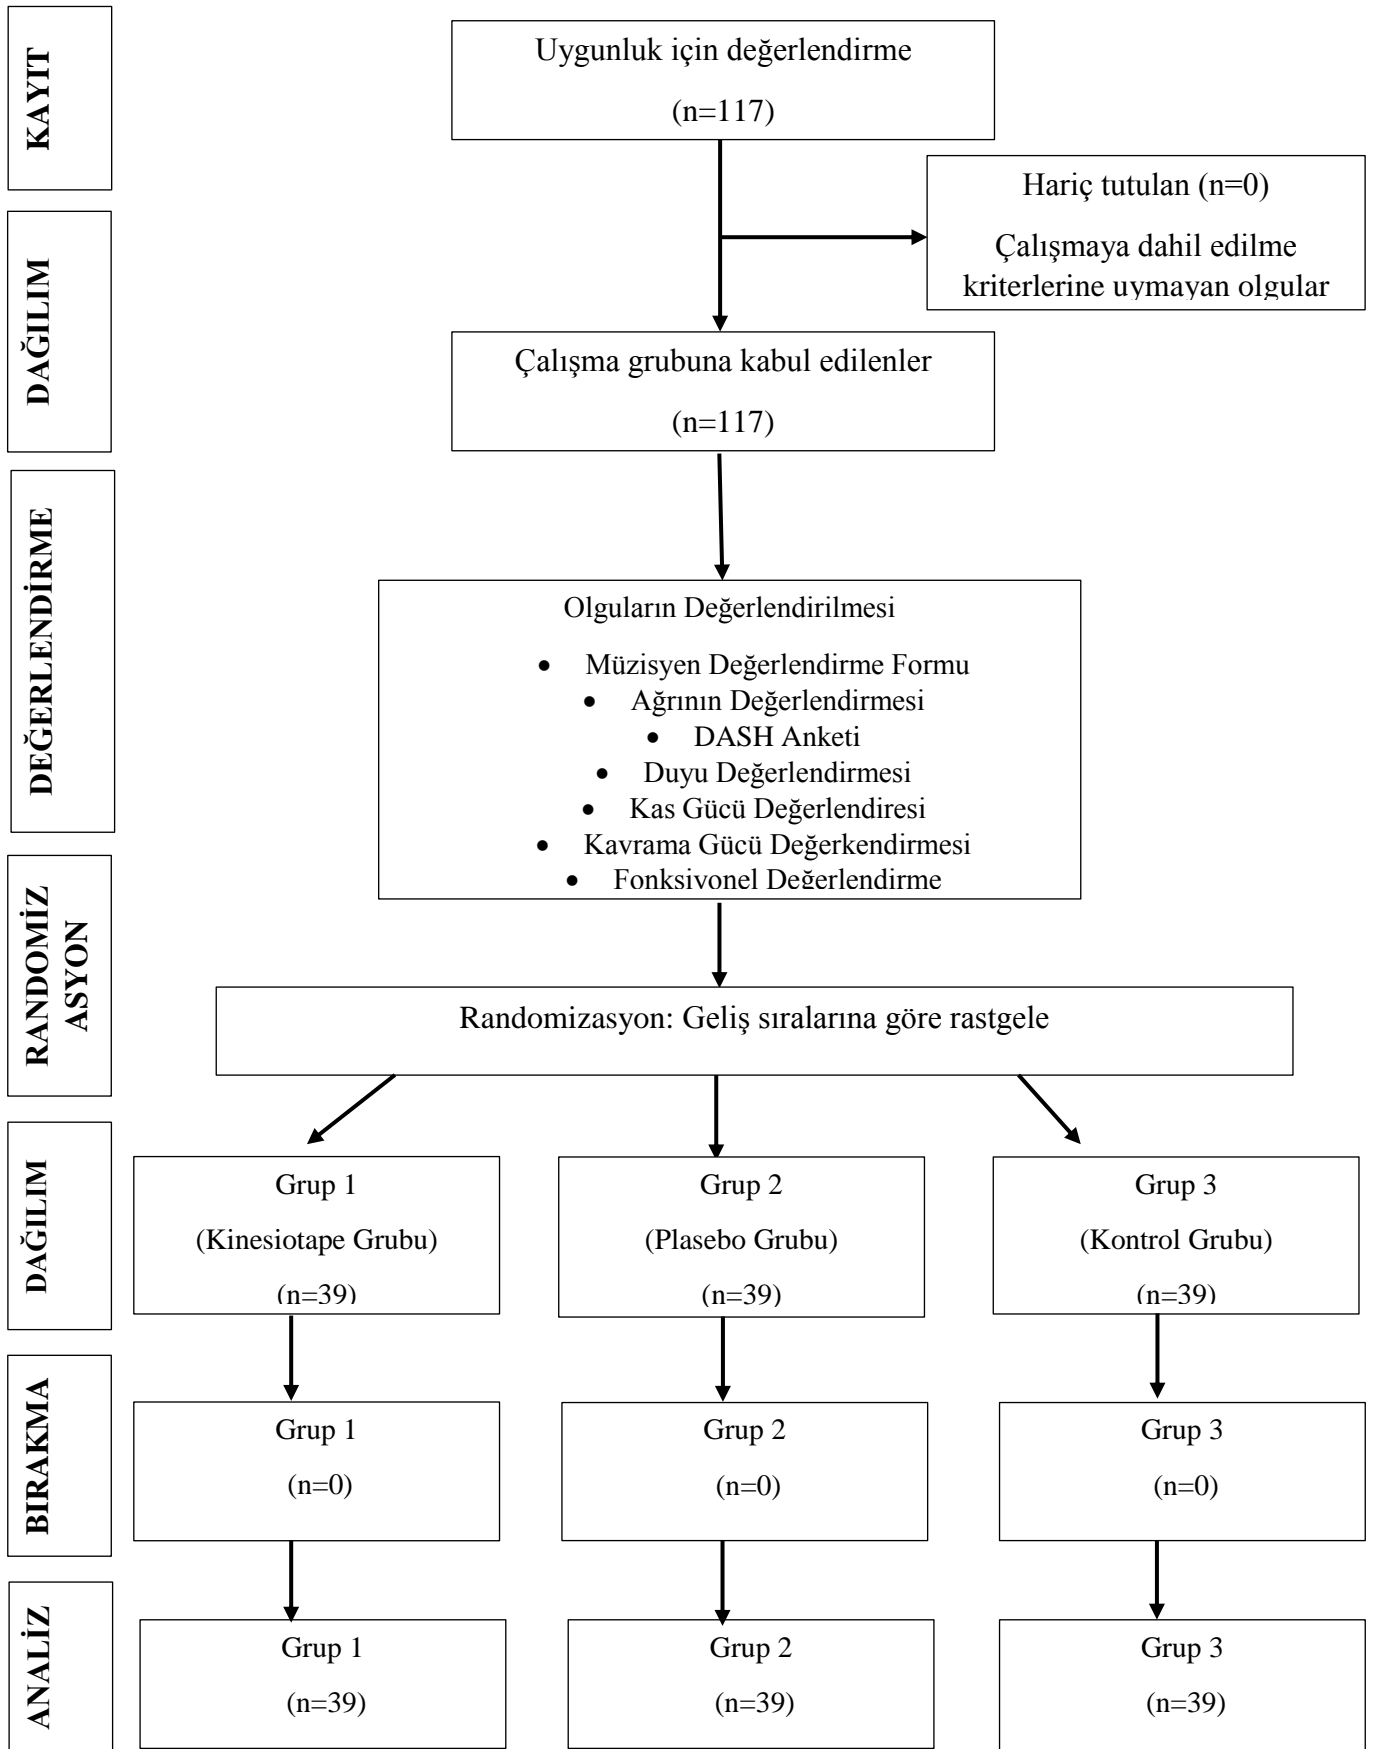 KAYIT
Uygunluk için değerlendirme
(n=117)
Hariç tutulan (n=0)
Çalışmaya dahil edilme
kriterlerine uymayan olgular
DAĞILIM
Çalışma grubuna kabul edilenler
(n=117)
DEĞERLENDİRME
Olguların Değerlendirilmesi
• Müzisyen Değerlendirme Formu
• Ağrının Değerlendirmesi
• DASH Anketi
• Duyu Değerlendirmesi
• Kas Gücü Değerlendiresi
• Kavrama Gücü Değerkendirmesi
• Fonksiyonel Değerlendirme
RANDOMİZ
ASYON
Randomizasyon: Geliş sıralarına göre rastgele
DAĞILIM
Grup 1
(Kinesiotape Grubu)
(n=39)
Grup 2
(Plasebo Grubu)
(n=39)
Grup 3
(Kontrol Grubu)
(n=39)
BIRAKMA
Grup 1
(n=0)
Grup 2
(n=0)
Grup 3
(n=0)
ANALİZ
Grup 1
(n=39)
Grup 2
(n=39)
Grup 3
(n=39)